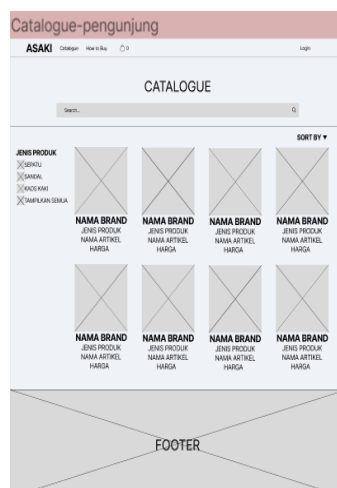 Catalogue-pengunjung
ASAKI Catalogue How to Buy 0 Login
CATALOGUE
Search...
SORT BY ▼
JENIS PRODUK
SEPATU
SANDAL
KAOS KAKI
TAMPILKAN SEMUA
NAMA BRAND NAMA BRAND NAMA BRAND NAMA BRAND
JENIS PRODUK JENIS PRODUK JENIS PRODUK JENIS PRODUK
NAMA ARTIKEL NAMA ARTIKEL NAMA ARTIKEL NAMA ARTIKEL
HARGA HARGA HARGA HARGA
NAMA BRAND NAMA BRAND NAMA BRAND NAMA BRAND
JENIS PRODUK JENIS PRODUK JENIS PRODUK JENIS PRODUK
NAMA ARTIKEL NAMA ARTIKEL NAMA ARTIKEL NAMA ARTIKEL
HARGA HARGA HARGA HARGA
FOOTER